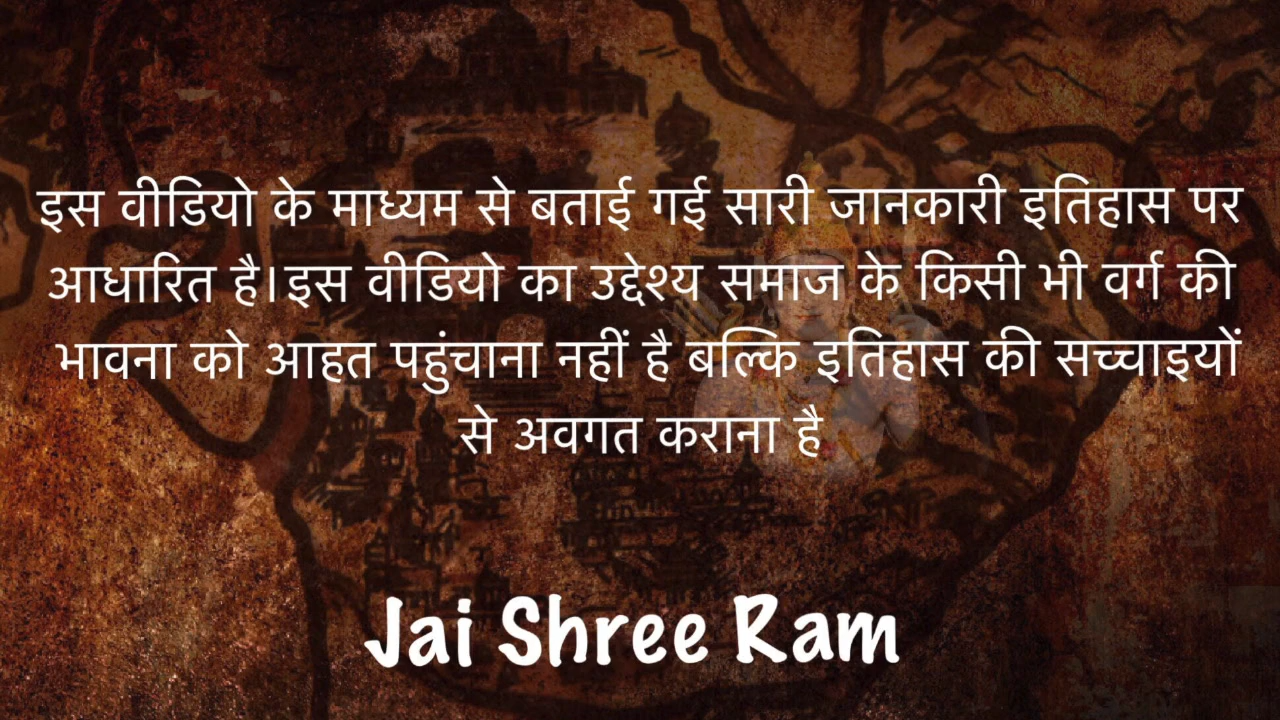 इस वीडियो के माध्यम से बताई गई सारी जानकारी इतिहास पर
आधारित है।इस वीडियो का उद्देश्य समाज के किसी भी वर्ग की
भावना को आहत पहुंचाना नहीं है बल्कि इतिहास की सच्चाइयों
से अवगत कराना है
Jai Shree Ram